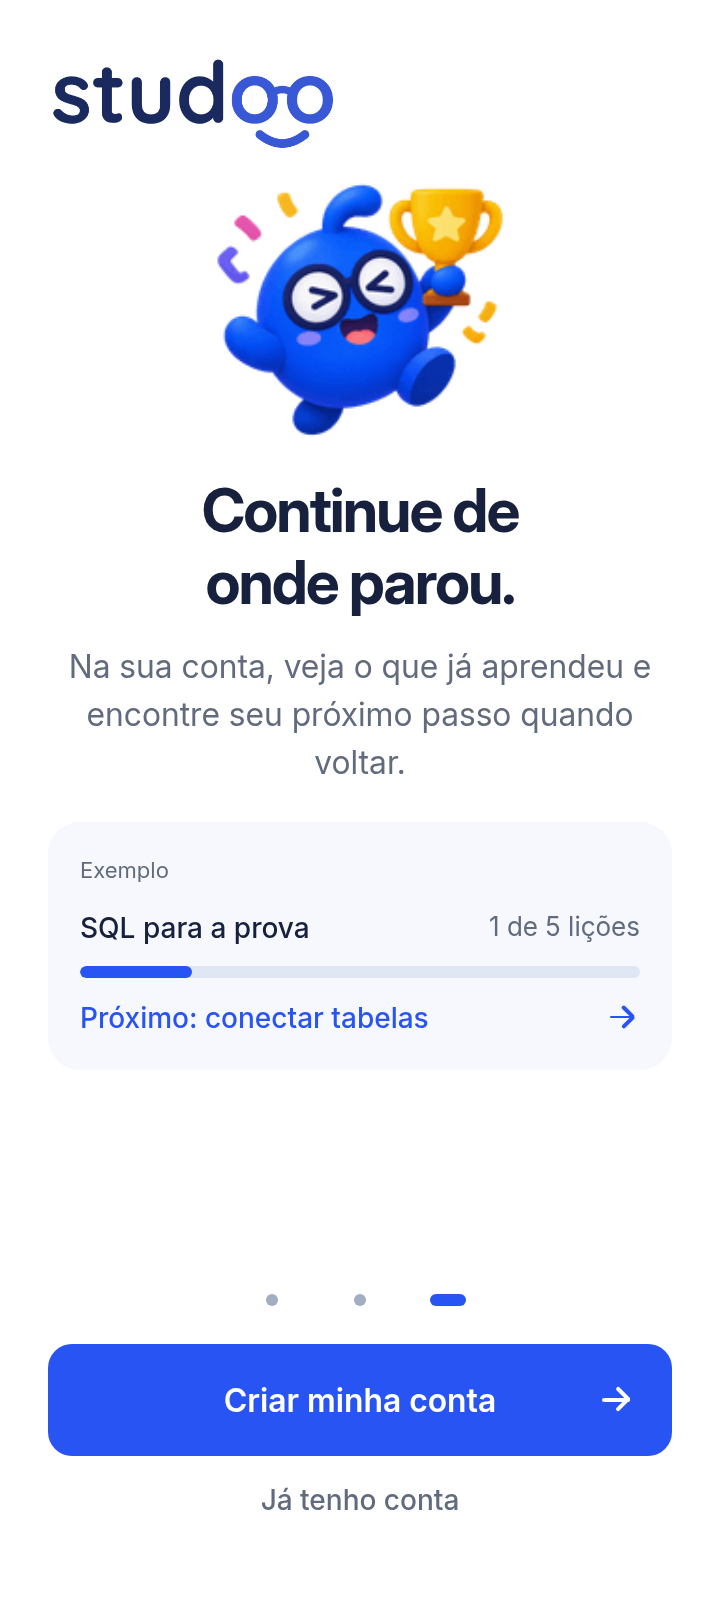 studoo
Continue de
onde parou.
Na sua conta, veja o que já aprendeu e
encontre seu próximo passo quando
voltar.
Exemplo
SQL para a prova 1 de 5 lições
Próximo: conectar tabelas
Criar minha conta
Já tenho conta